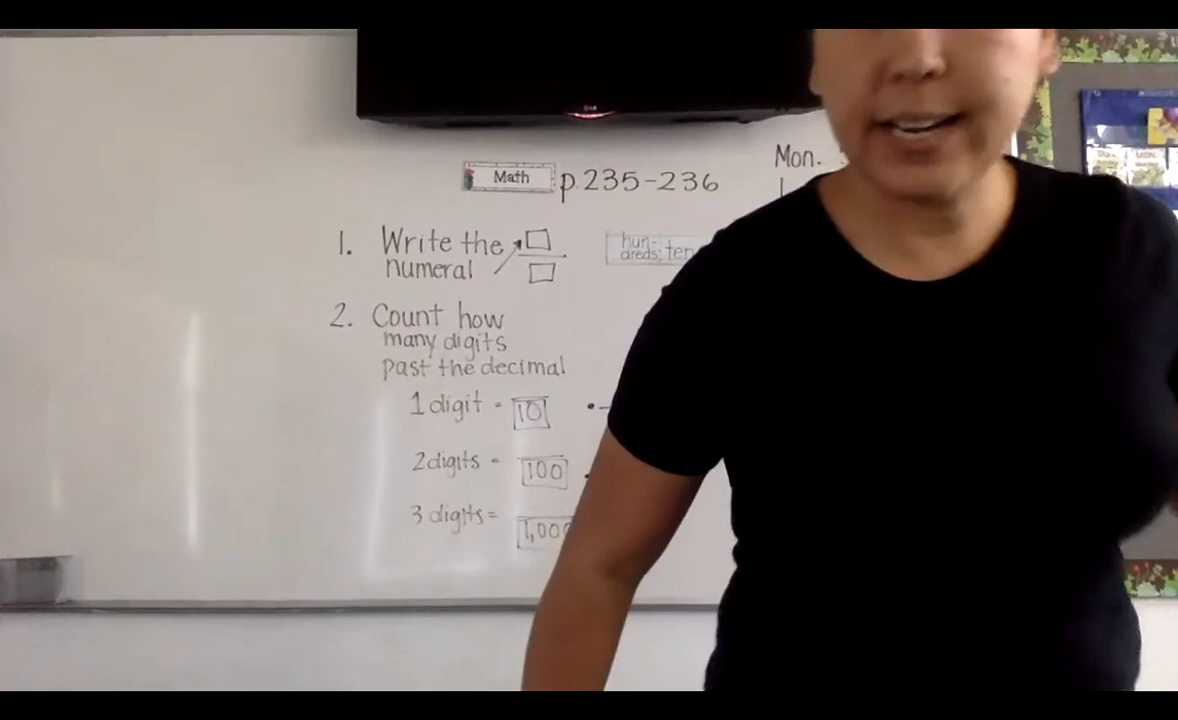 Math p. 235-236
Mon.
1. Write the
numeral
hun-
dreds, ten
2. Count how
many digits
past the decimal
1 digit - 10
2 digits - 100
3 digits = 1,000